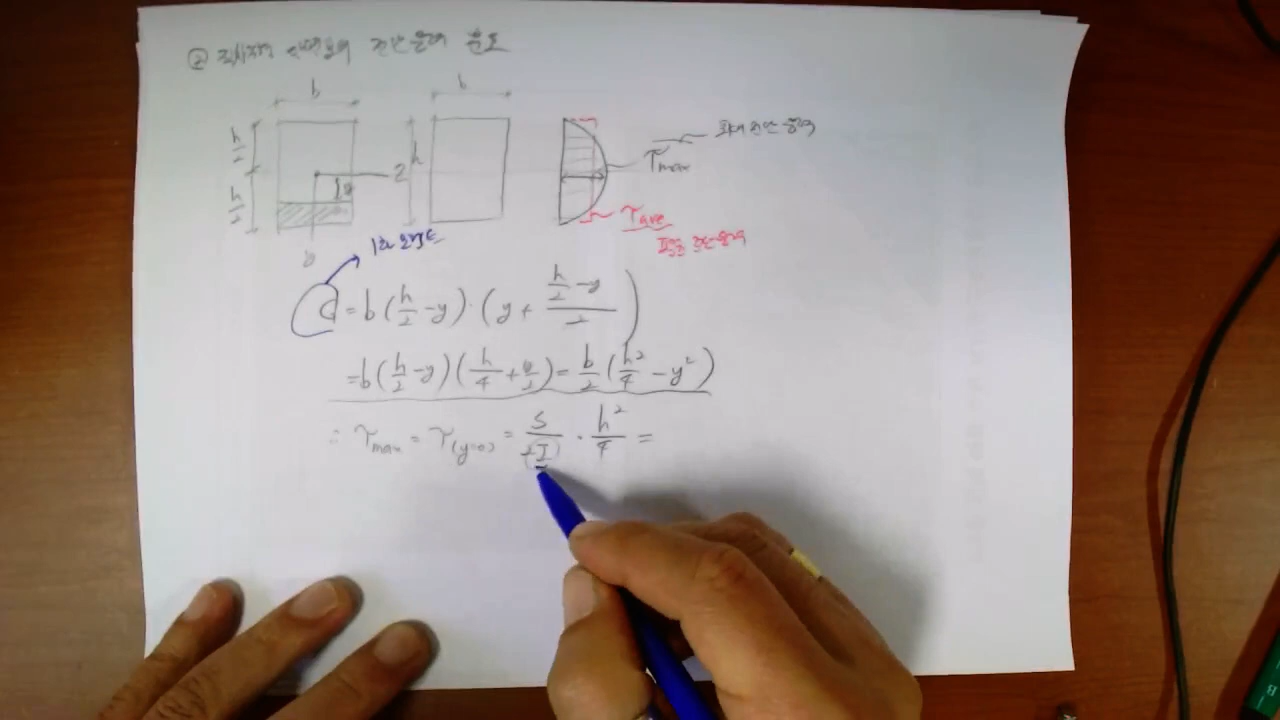 ② 직사각형 단면보의 전단응력 분포
b
b
h/2
h/2
h
z
y
τmax
최대 전단응력
τave
평균 전단응력
1차 모멘트
= b(h/2 - y)·(y + (h/2 - y)/2)
= b(h/2 - y)(h/4 + y/2) = b/2(h²/4 - y²)
∴ τmax = τ(y=0) = S/(2I) · h²/4 =